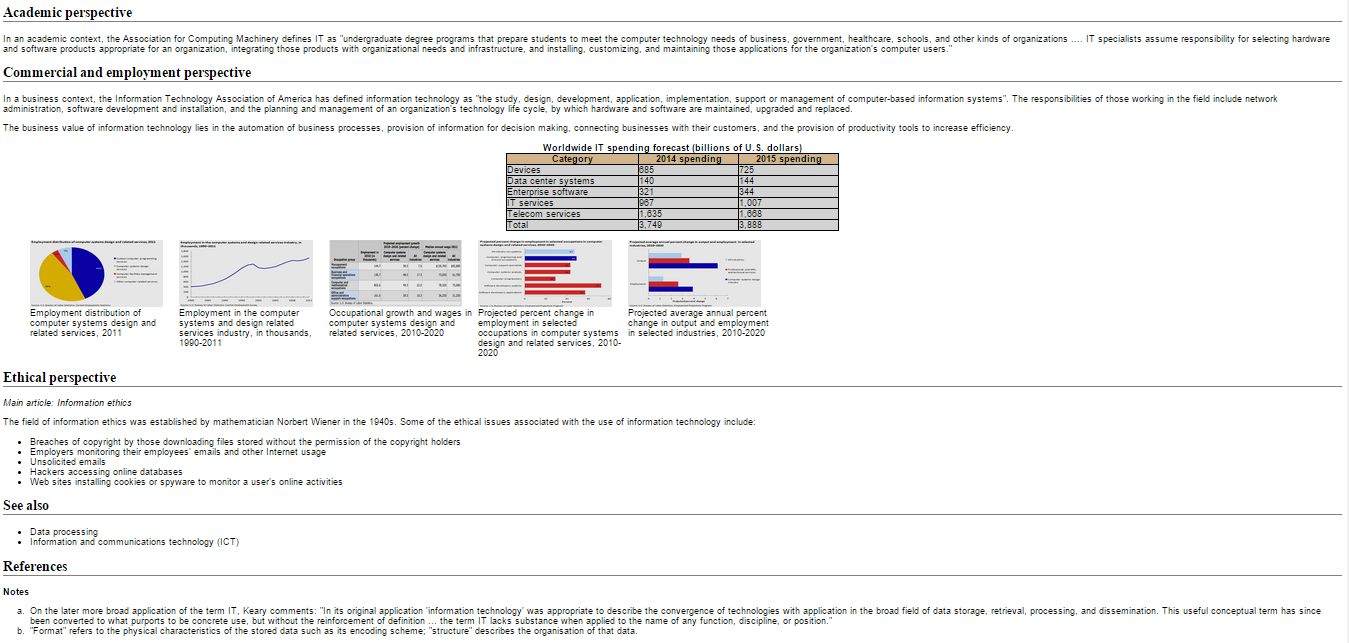 Academic perspective
In an academic context, the Association for Computing Machinery defines IT as "undergraduate degree programs that prepare students to meet the computer technology needs of business, government, healthcare, schools, and other kinds of organizations .... IT specialists assume responsibility for selecting hardware
and software products appropriate for an organization, integrating those products with organizational needs and infrastructure, and installing, customizing, and maintaining those applications for the organization's computer users."
Commercial and employment perspective
In a business context, the Information Technology Association of America has defined information technology as "the study, design, development, application, implementation, support or management of computer-based information systems". The responsibilities of those working in the field include network
administration, software development and installation, and the planning and management of an organization's technology life cycle, by which hardware and software are maintained, upgraded and replaced.
The business value of information technology lies in the automation of business processes, provision of information for decision making, connecting businesses with their customers, and the provision of productivity tools to increase efficiency.
Worldwide IT spending forecast (billions of U.S. dollars)
Category 2014 spending 2015 spending
Devices 685 725
Data center systems 140 144
Enterprise software 321 344
IT services 967 1,007
Telecom services 1,635 1,668
Total 3,749 3,888
Employment distribution of
computer systems design and
related services, 2011
Employment in the computer
systems and design related
services industry, in thousands,
1990-2011
Occupational growth and wages in
computer systems design and
related services, 2010-2020
Projected percent change in
employment in selected
occupations in computer systems
design and related services, 2010-
2020
Projected average annual percent
change in output and employment
in selected industries, 2010-2020
Ethical perspective
Main article: Information ethics
The field of information ethics was established by mathematician Norbert Wiener in the 1940s. Some of the ethical issues associated with the use of information technology include:
• Breaches of copyright by those downloading files stored without the permission of the copyright holders
• Employers monitoring their employees' emails and other Internet usage
• Unsolicited emails
• Hackers accessing online databases
• Web sites installing cookies or spyware to monitor a user's online activities
See also
• Data processing
• Information and communications technology (ICT)
References
Notes
a. On the later more broad application of the term IT, Keary comments: "In its original application 'information technology' was appropriate to describe the convergence of technologies with application in the broad field of data storage, retrieval, processing, and dissemination. This useful conceptual term has since
been converted to what purports to be concrete use, but without the reinforcement of definition ... the term IT lacks substance when applied to the name of any function, discipline, or position."
b. "Format" refers to the physical characteristics of the stored data such as its encoding scheme; "structure" describes the organisation of that data.